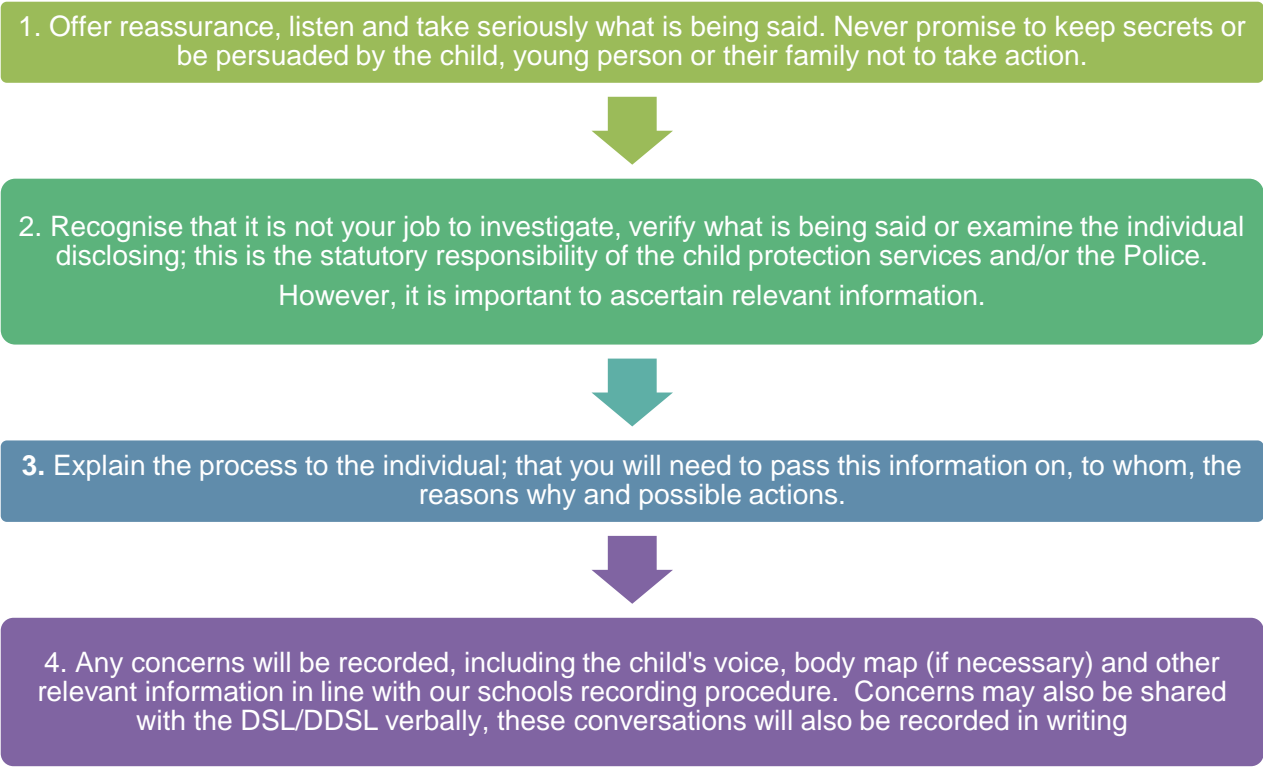 1. Offer reassurance, listen and take seriously what is being said. Never promise to keep secrets or
be persuaded by the child, young person or their family not to take action.
2. Recognise that it is not your job to investigate, verify what is being said or examine the individual
disclosing; this is the statutory responsibility of the child protection services and/or the Police.
However, it is important to ascertain relevant information.
3. Explain the process to the individual; that you will need to pass this information on, to whom, the
reasons why and possible actions.
4. Any concerns will be recorded, including the child's voice, body map (if necessary) and other
relevant information in line with our schools recording procedure. Concerns may also be shared
with the DSL/DDSL verbally, these conversations will also be recorded in writing